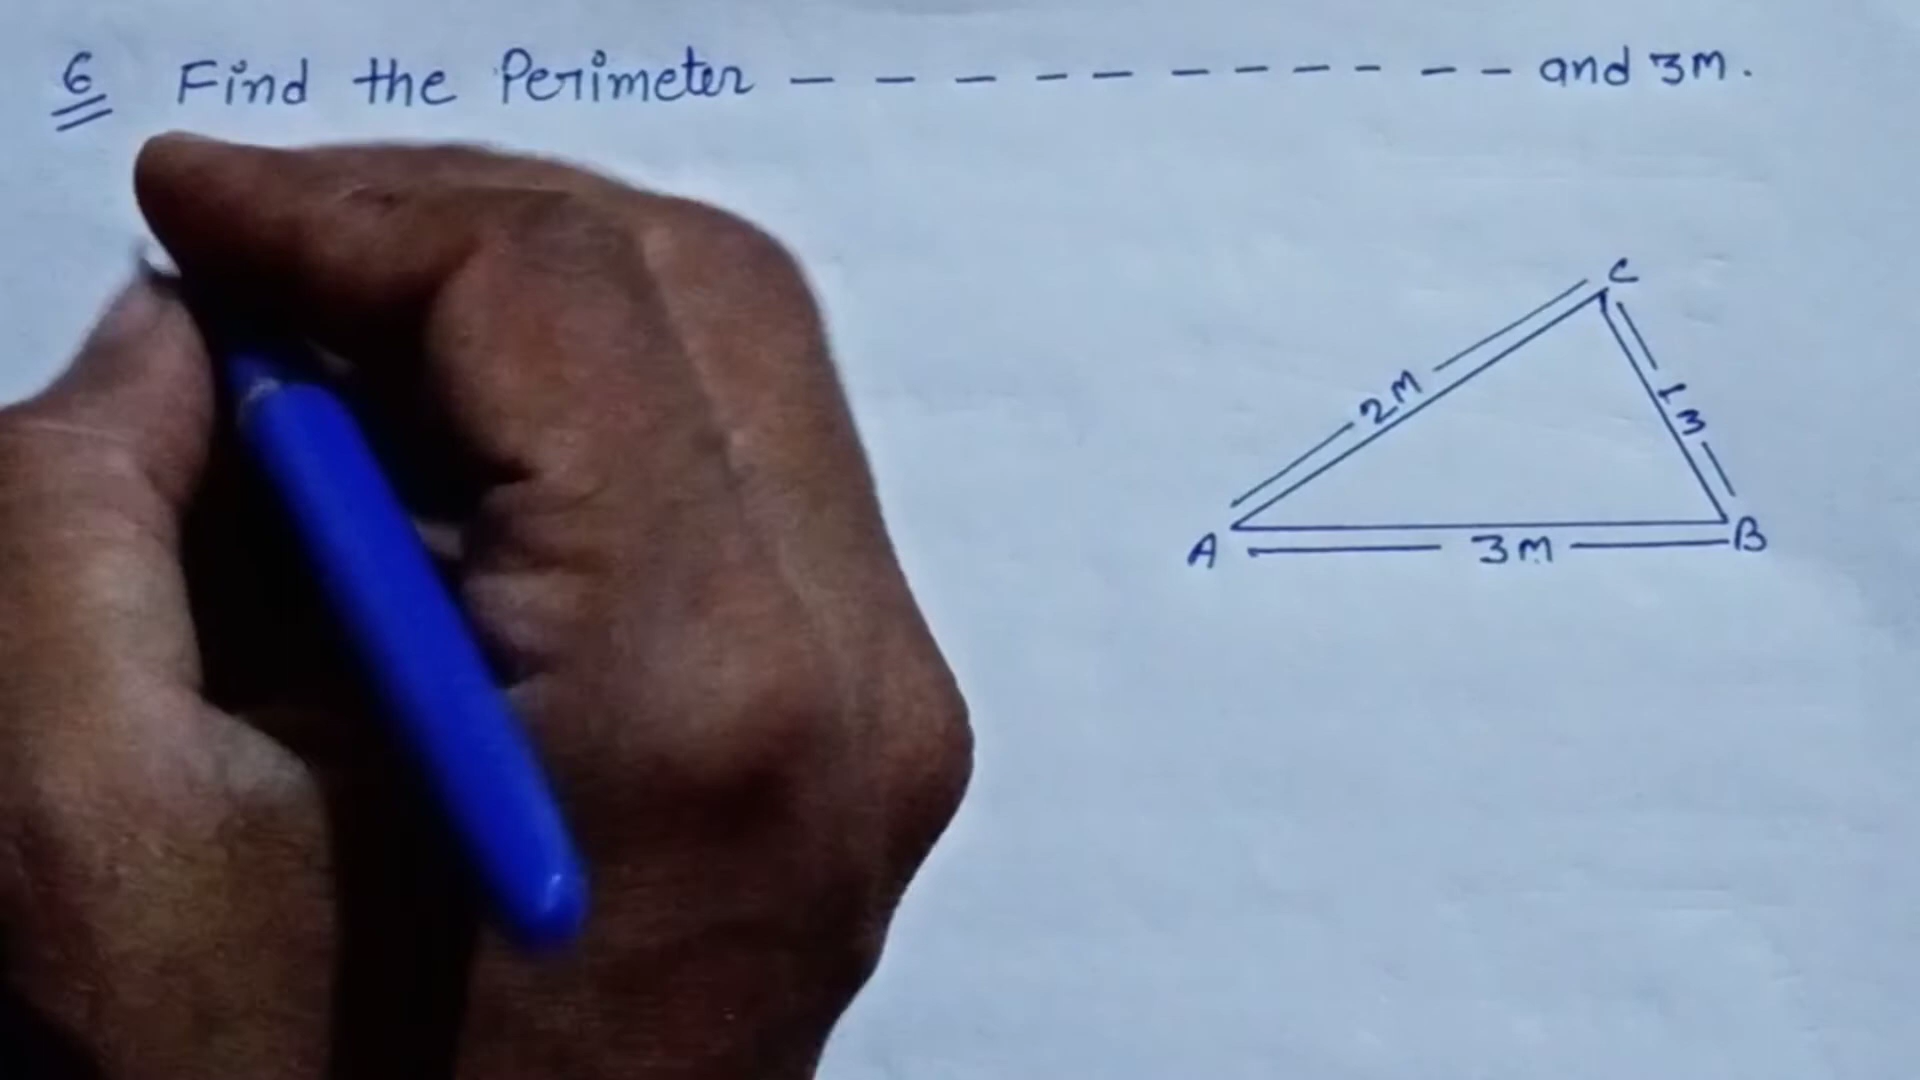 6 Find the Perimeter - - - - - - - - - - - - - and 3m.
C
2m
1m
A 3m B